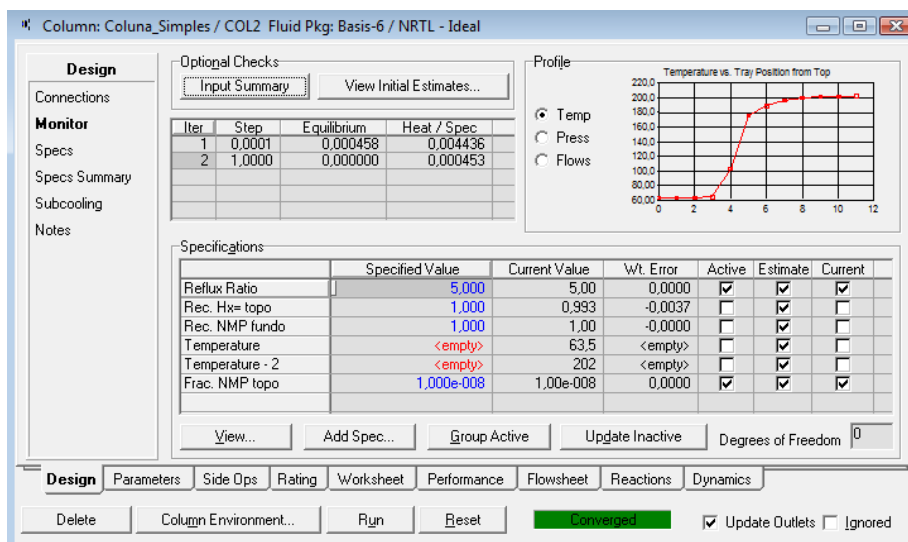 Column: Coluna_Simples / COL2 Fluid Pkg: Basis-6 / NRTL - Ideal
Design
Connections
Monitor
Specs
Specs Summary
Subcooling
Notes
Optional Checks
Input Summary
View Initial Estimates...
Iter Step Equilibrium Heat / Spec
1 0,0001 0,000458 0,004436
2 1,0000 0,000000 0,000453
Profile
Temp
Press
Flows
Temperature vs. Tray Position from Top
220,0
200,0
180,0
160,0
140,0
120,0
100,0
80,00
60,00
0 2 4 6 8 10 12
Specifications
Specified Value Current Value Wt. Error Active Estimate Current
Reflux Ratio 5,000 5,00 0,0000
Rec. Hx= topo 1,000 0,993 -0,0037
Rec. NMP fundo 1,000 1,00 -0,0000
Temperature <empty> 63,5 <empty>
Temperature - 2 <empty> 202 <empty>
Frac. NMP topo 1,000e-008 1,00e-008 0,0000
View... Add Spec... Group Active Update Inactive Degrees of Freedom 0
Design Parameters Side Ops Rating Worksheet Performance Flowsheet Reactions Dynamics
Delete Column Environment... Run Reset Converged Update Outlets Ignored